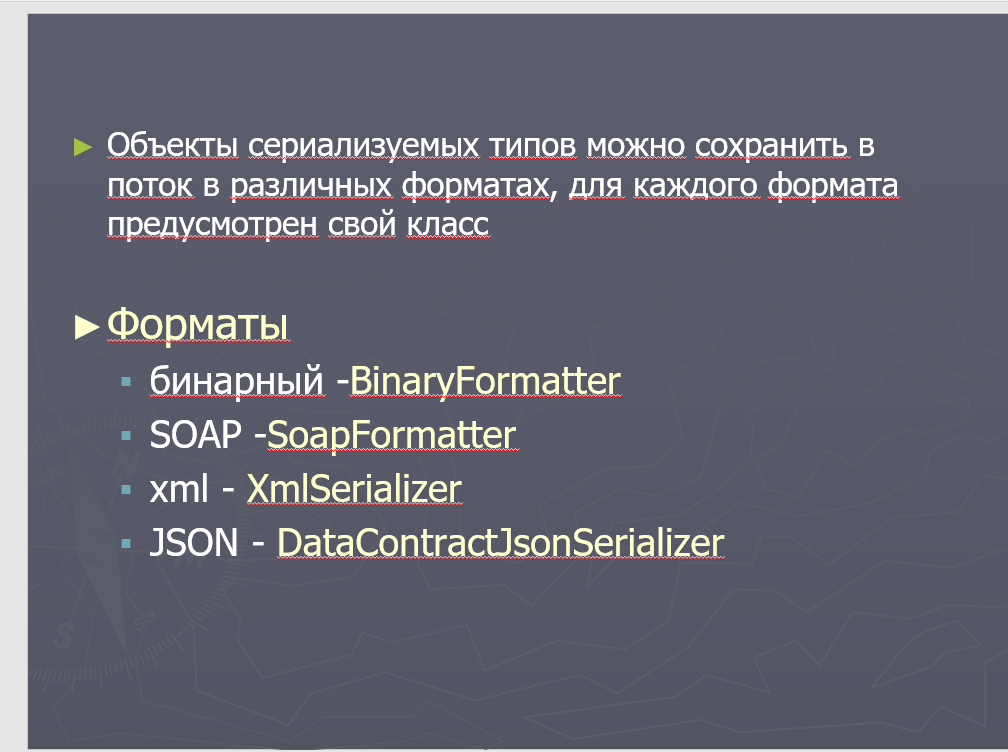 Объекты сериализуемых типов можно сохранить в
поток в различных форматах, для каждого формата
предусмотрен свой класс
Форматы
бинарный -BinaryFormatter
SOAP -SoapFormatter
xml - XmlSerializer
JSON - DataContractJsonSerializer